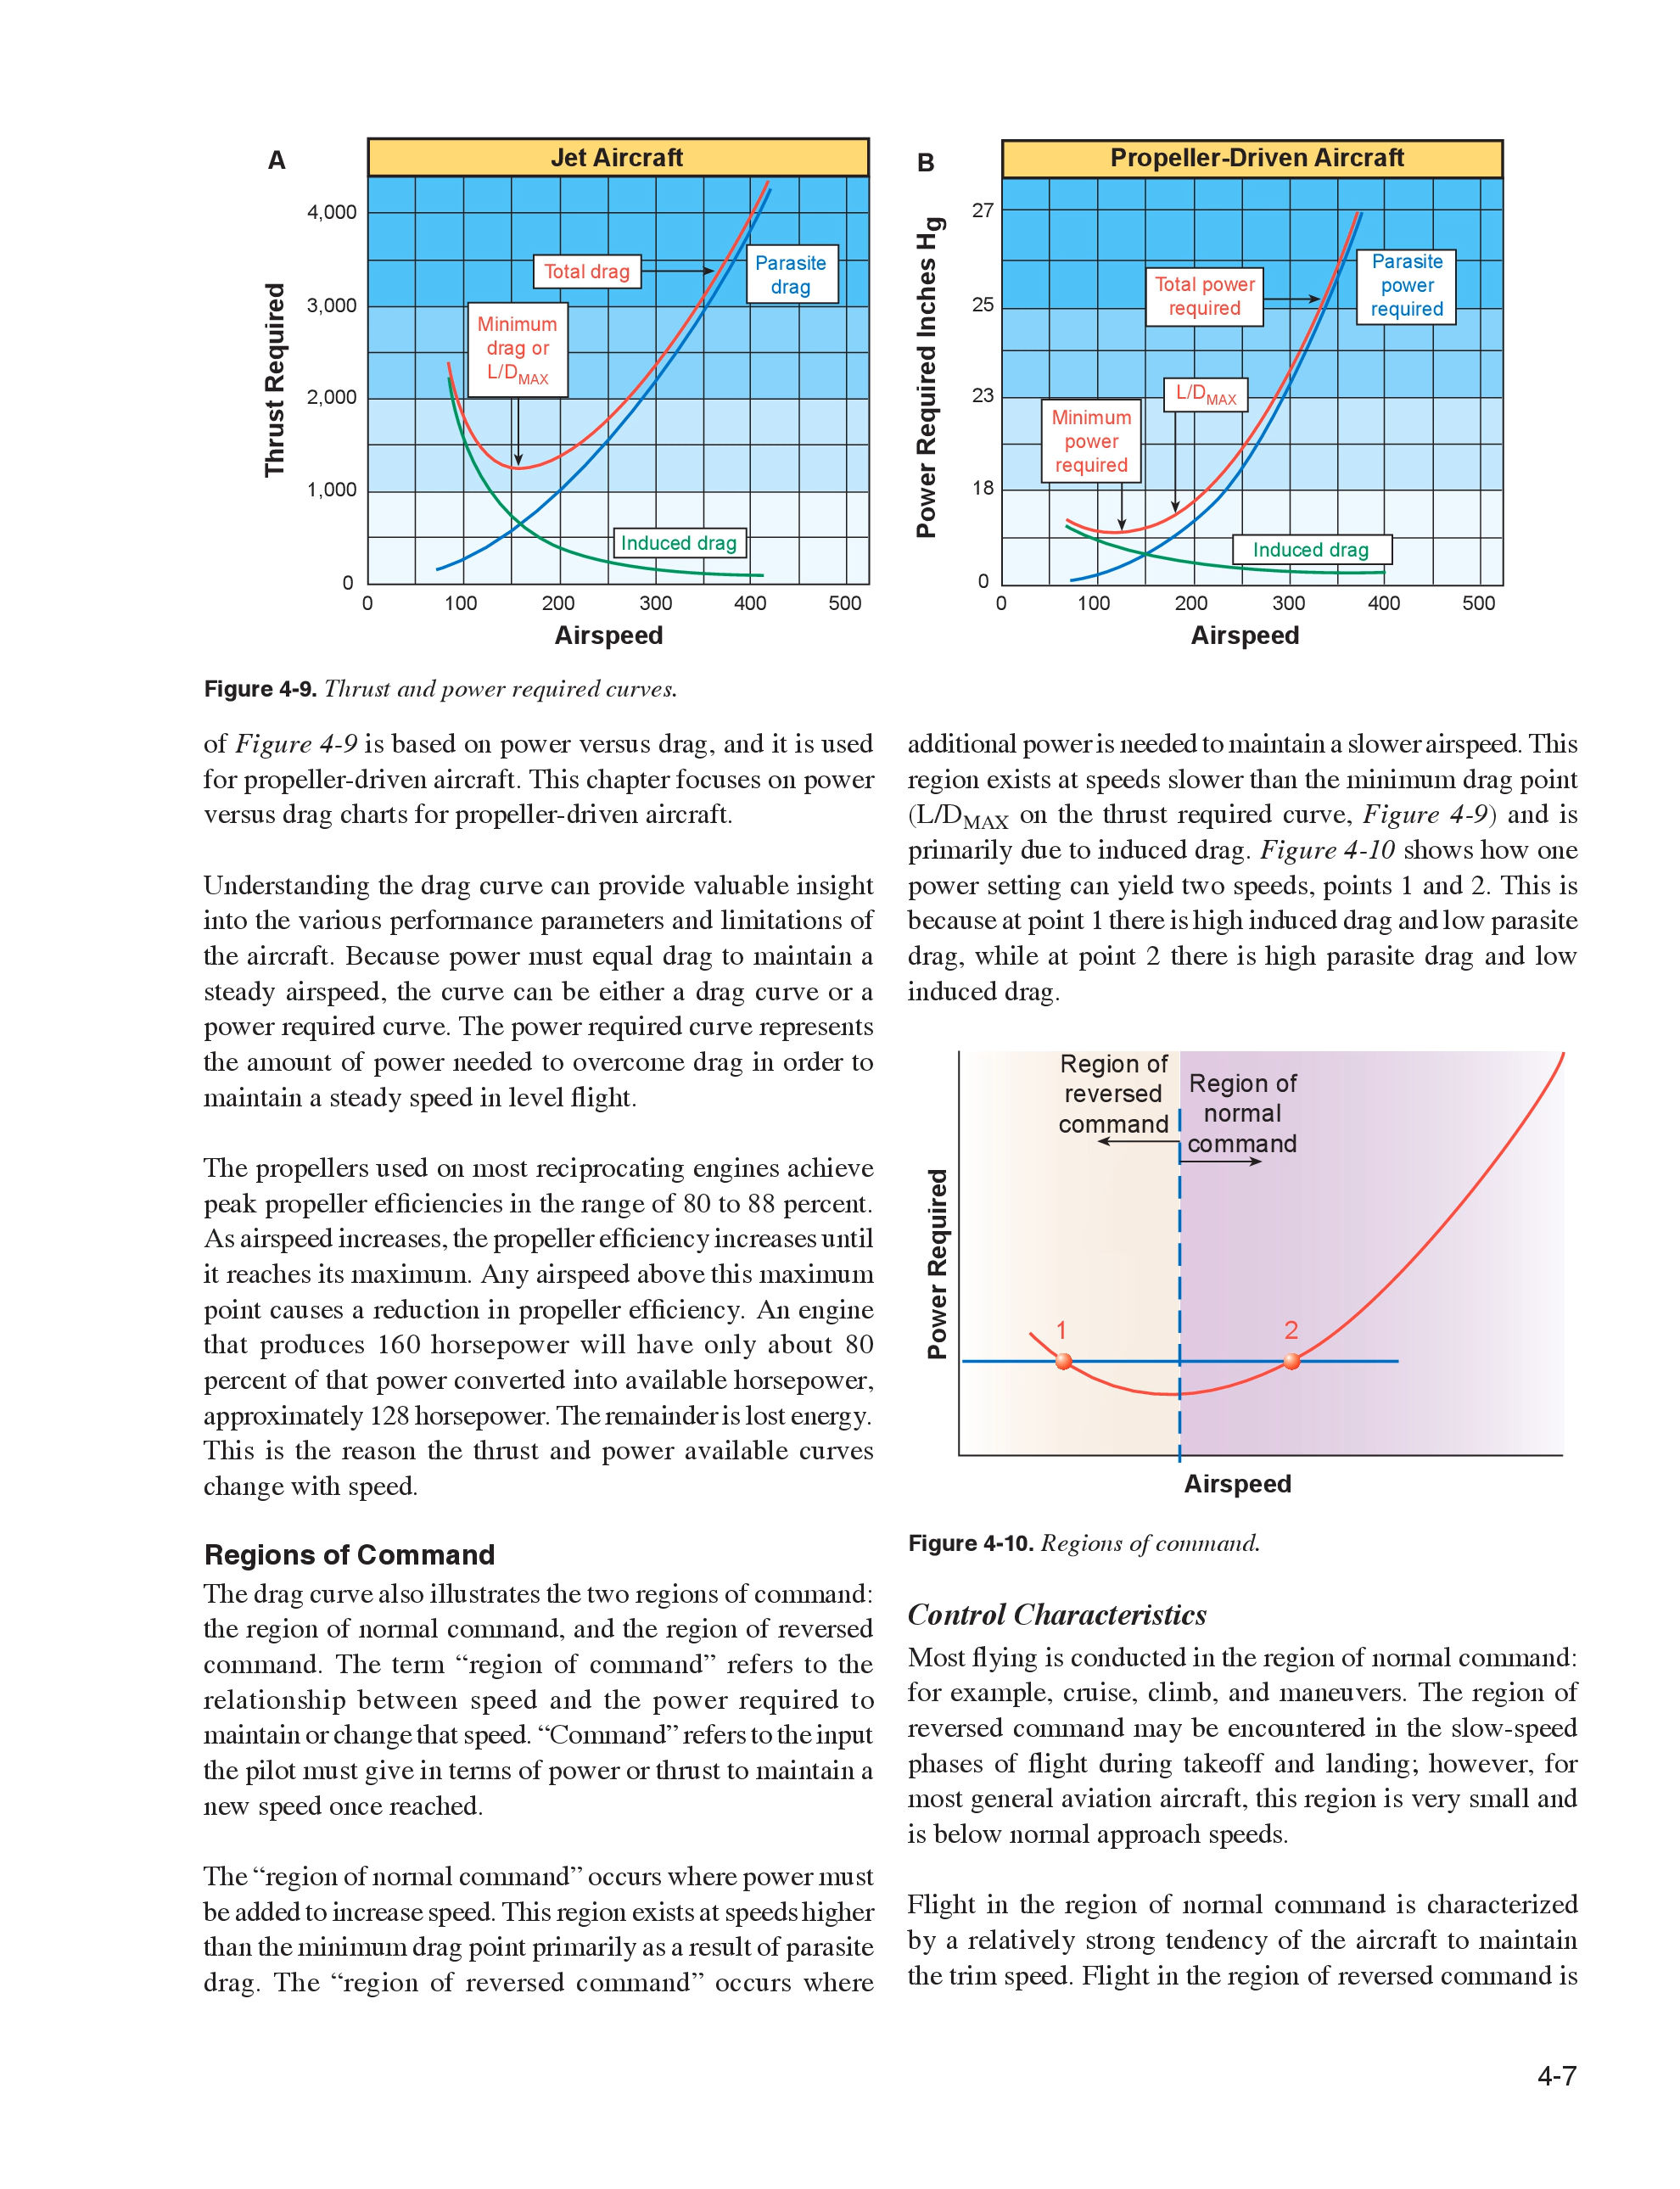 A
Jet Aircraft
Thrust Required
4,000
3,000
2,000
1,000
0
Total drag
Parasite
drag
Minimum
drag or
L/DMAX
Induced drag
0 100 200 300 400 500
Airspeed
B
Propeller-Driven Aircraft
Power Required Inches Hg
27
25
23
18
0
Total power
required
Parasite
power
required
L/DMAX
Minimum
power
required
Induced drag
0 100 200 300 400 500
Airspeed
Figure 4-9. Thrust and power required curves.
of Figure 4-9 is based on power versus drag, and it is used
for propeller-driven aircraft. This chapter focuses on power
versus drag charts for propeller-driven aircraft.
Understanding the drag curve can provide valuable insight
into the various performance parameters and limitations of
the aircraft. Because power must equal drag to maintain a
steady airspeed, the curve can be either a drag curve or a
power required curve. The power required curve represents
the amount of power needed to overcome drag in order to
maintain a steady speed in level flight.
The propellers used on most reciprocating engines achieve
peak propeller efficiencies in the range of 80 to 88 percent.
As airspeed increases, the propeller efficiency increases until
it reaches its maximum. Any airspeed above this maximum
point causes a reduction in propeller efficiency. An engine
that produces 160 horsepower will have only about 80
percent of that power converted into available horsepower,
approximately 128 horsepower. The remainder is lost energy.
This is the reason the thrust and power available curves
change with speed.
Regions of Command
The drag curve also illustrates the two regions of command:
the region of normal command, and the region of reversed
command. The term “region of command” refers to the
relationship between speed and the power required to
maintain or change that speed. “Command” refers to the input
the pilot must give in terms of power or thrust to maintain a
new speed once reached.
The “region of normal command” occurs where power must
be added to increase speed. This region exists at speeds higher
than the minimum drag point primarily as a result of parasite
drag. The “region of reversed command” occurs where
additional power is needed to maintain a slower airspeed. This
region exists at speeds slower than the minimum drag point
(L/DMAX on the thrust required curve, Figure 4-9) and is
primarily due to induced drag. Figure 4-10 shows how one
power setting can yield two speeds, points 1 and 2. This is
because at point 1 there is high induced drag and low parasite
drag, while at point 2 there is high parasite drag and low
induced drag.
Region of
reversed
command
Region of
normal
command
Power Required
1
2
Airspeed
Figure 4-10. Regions of command.
Control Characteristics
Most flying is conducted in the region of normal command:
for example, cruise, climb, and maneuvers. The region of
reversed command may be encountered in the slow-speed
phases of flight during takeoff and landing; however, for
most general aviation aircraft, this region is very small and
is below normal approach speeds.
Flight in the region of normal command is characterized
by a relatively strong tendency of the aircraft to maintain
the trim speed. Flight in the region of reversed command is
4-7